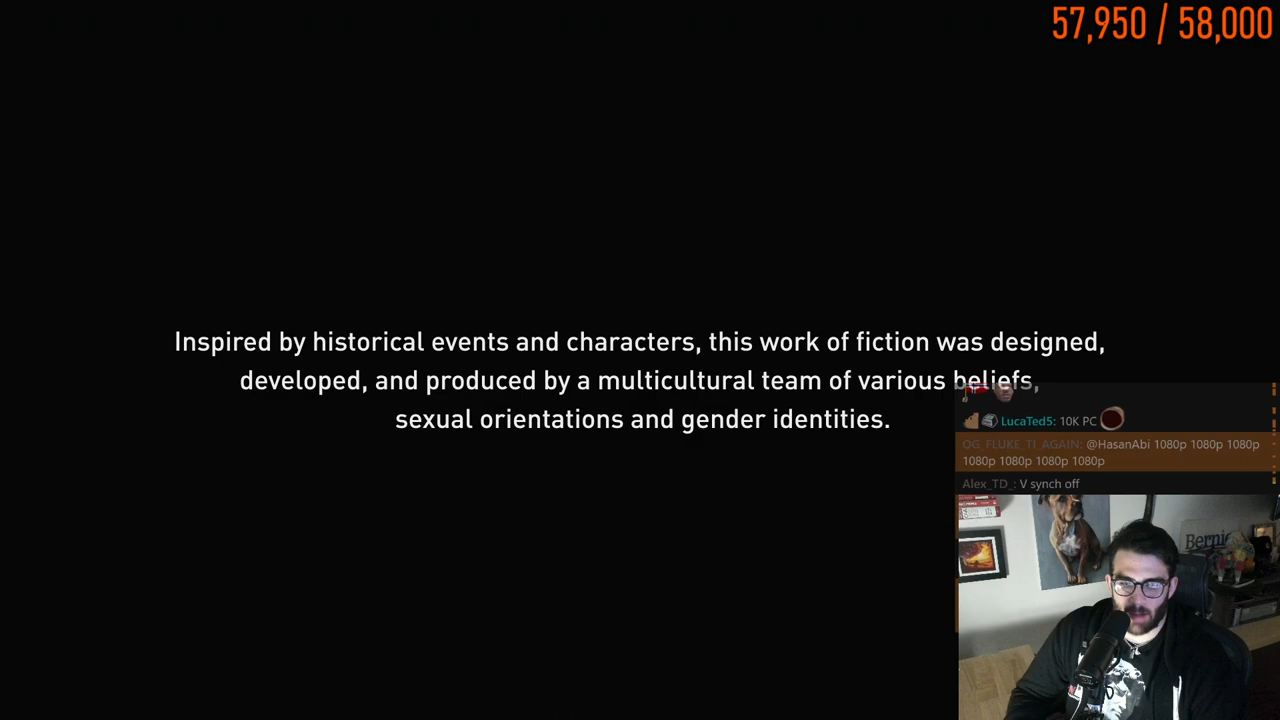 57,950 / 58,000
Inspired by historical events and characters, this work of fiction was designed,
developed, and produced by a multicultural team of various beliefs,
sexual orientations and gender identities.
LucaTed5: 10K PC
OG_FLUKE_TI_AGAIN: @HasanAbi 1080p 1080p 1080p
1080p 1080p 1080p 1080p
Alex_TD_: V synch off
Bernie